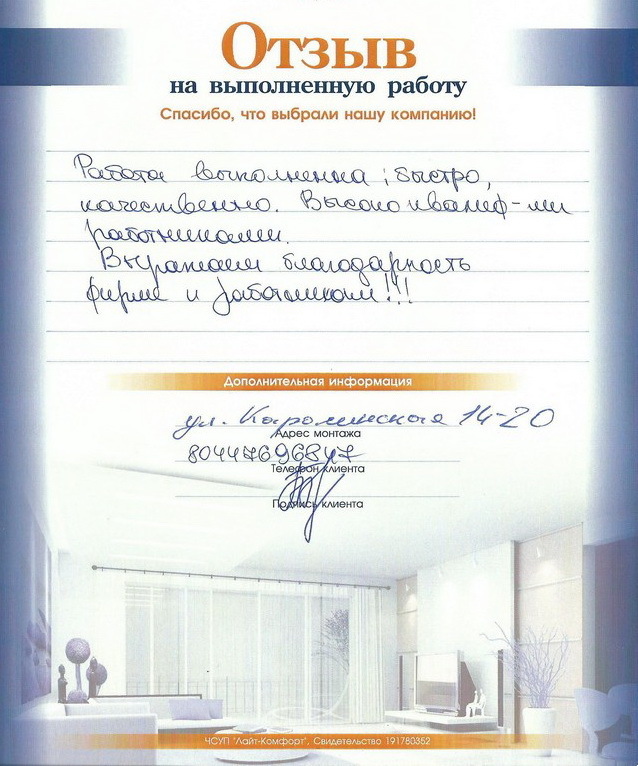 Отзыв
на выполненную работу
Спасибо, что выбрали нашу компанию!
Работа выполненна быстро,
качественно. Высококвалиф-ми
работниками.
Выражаем благодарность
фирме и работникам!!!
Дополнительная информация
ул. Каролинская 14-20
Адрес монтажа
80447696847
Телефон клиента
Подпись клиента
ЧСУП "Лайт-Комфорт", Свидетельство 191780352